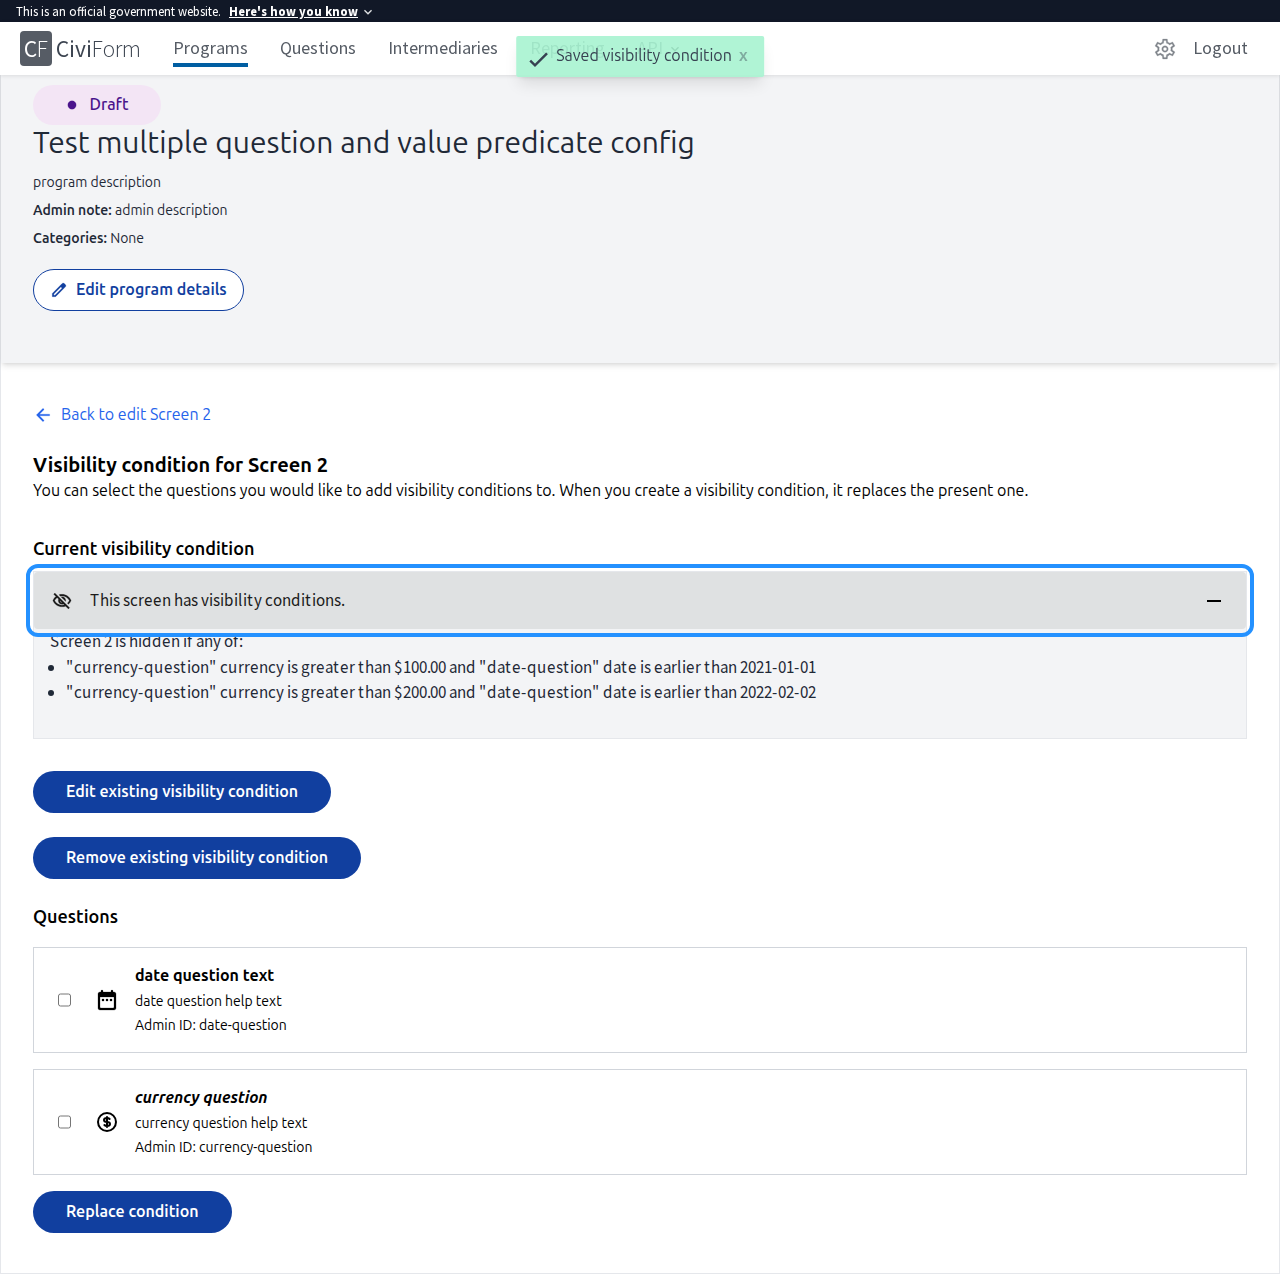 This is an official government website. Here's how you know
CF CiviForm Programs Questions Intermediaries Reporting API Logout
Saved visibility condition x
Draft
Test multiple question and value predicate config
program description
Admin note: admin description
Categories: None
Edit program details
Back to edit Screen 2
Visibility condition for Screen 2
You can select the questions you would like to add visibility conditions to. When you create a visibility condition, it replaces the present one.
Current visibility condition
This screen has visibility conditions.
Screen 2 is hidden if any of:
"currency-question" currency is greater than $100.00 and "date-question" date is earlier than 2021-01-01
"currency-question" currency is greater than $200.00 and "date-question" date is earlier than 2022-02-02
Edit existing visibility condition
Remove existing visibility condition
Questions
date question text
date question help text
Admin ID: date-question
currency question
currency question help text
Admin ID: currency-question
Replace condition